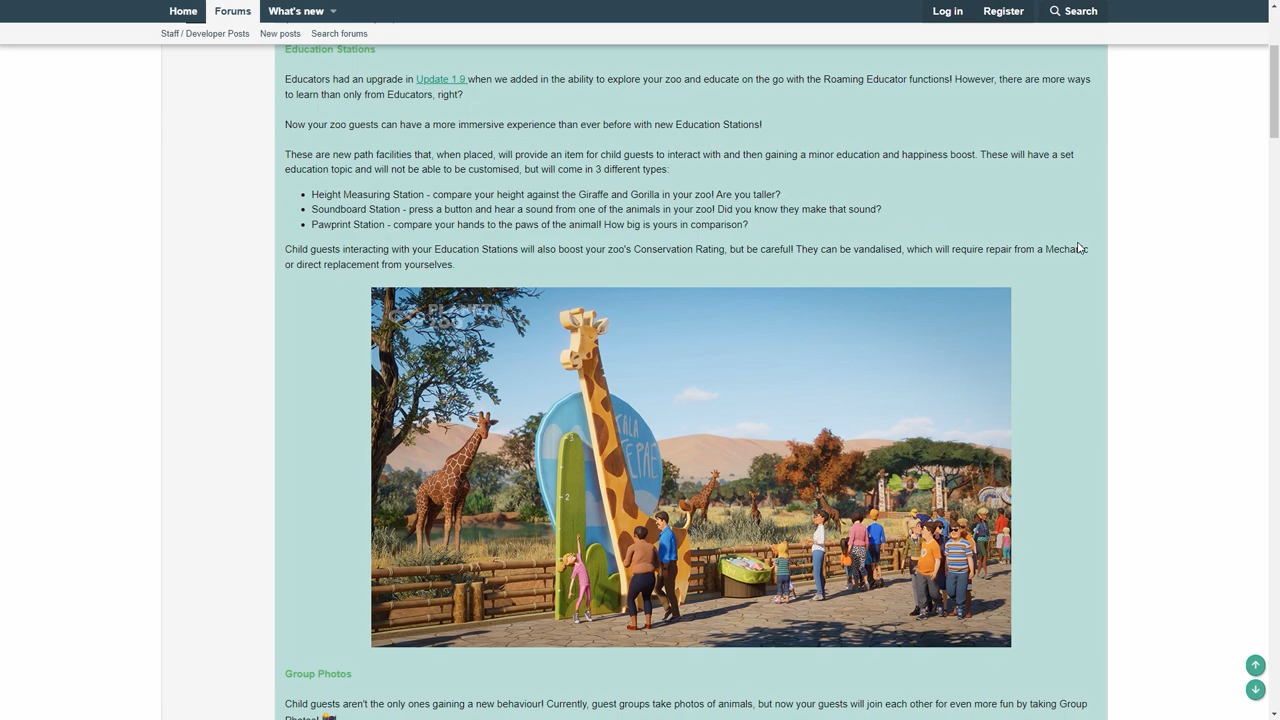 Home Forums What's new Log in Register Search
Staff / Developer Posts New posts Search forums
Education Stations
Educators had an upgrade in Update 1.9 when we added in the ability to explore your zoo and educate on the go with the Roaming Educator functions! However, there are more ways
to learn than only from Educators, right?
Now your zoo guests can have a more immersive experience than ever before with new Education Stations!
These are new path facilities that, when placed, will provide an item for child guests to interact with and then gaining a minor education and happiness boost. These will have a set
education topic and will not be able to be customised, but will come in 3 different types:
Height Measuring Station - compare your height against the Giraffe and Gorilla in your zoo! Are you taller?
Soundboard Station - press a button and hear a sound from one of the animals in your zoo! Did you know they make that sound?
Pawprint Station - compare your hands to the paws of the animal! How big is yours in comparison?
Child guests interacting with your Education Stations will also boost your zoo's Conservation Rating, but be careful! They can be vandalised, which will require repair from a Mechanic
or direct replacement from yourselves.
PLANET
ZOO
3
2
Group Photos
Child guests aren't the only ones gaining a new behaviour! Currently, guest groups take photos of animals, but now your guests will join each other for even more fun by taking Group
Photos!